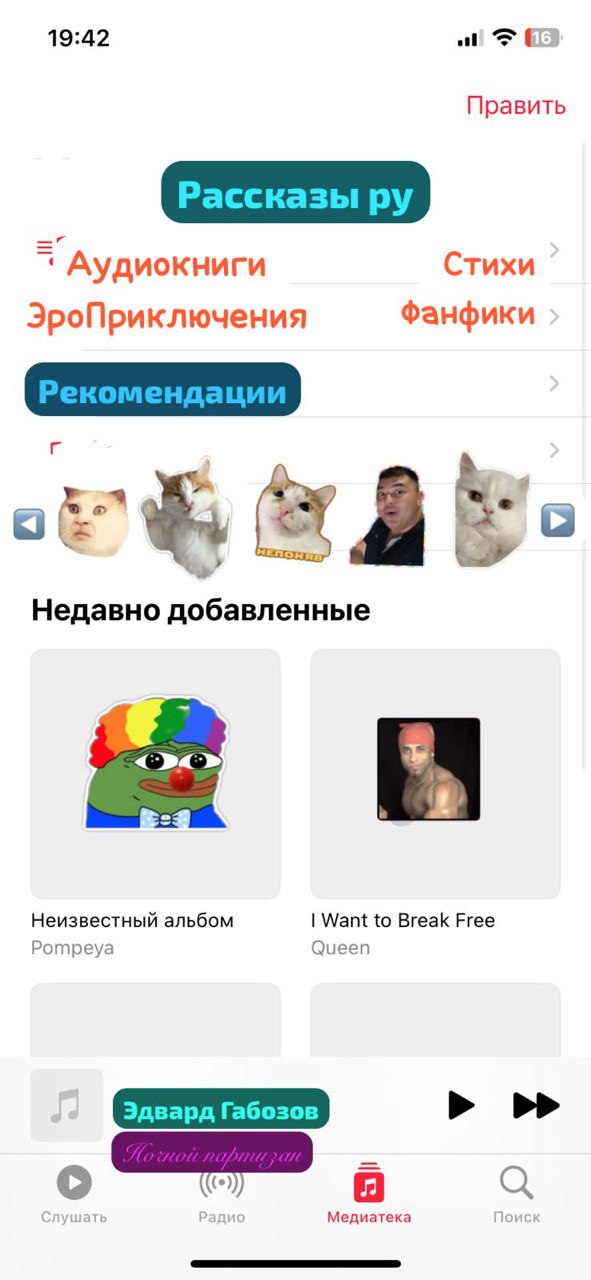 19:42
16
Править
Рассказы ру
Аудиокниги Стихи
ЭроПриключения Фанфики
Рекомендации
НЕПОНЯВ
Недавно добавленные
Неизвестный альбом
Pompeya
I Want to Break Free
Queen
Эдвард Габозов
Ночной партизан
Слушать
Радио
Медиатека
Поиск